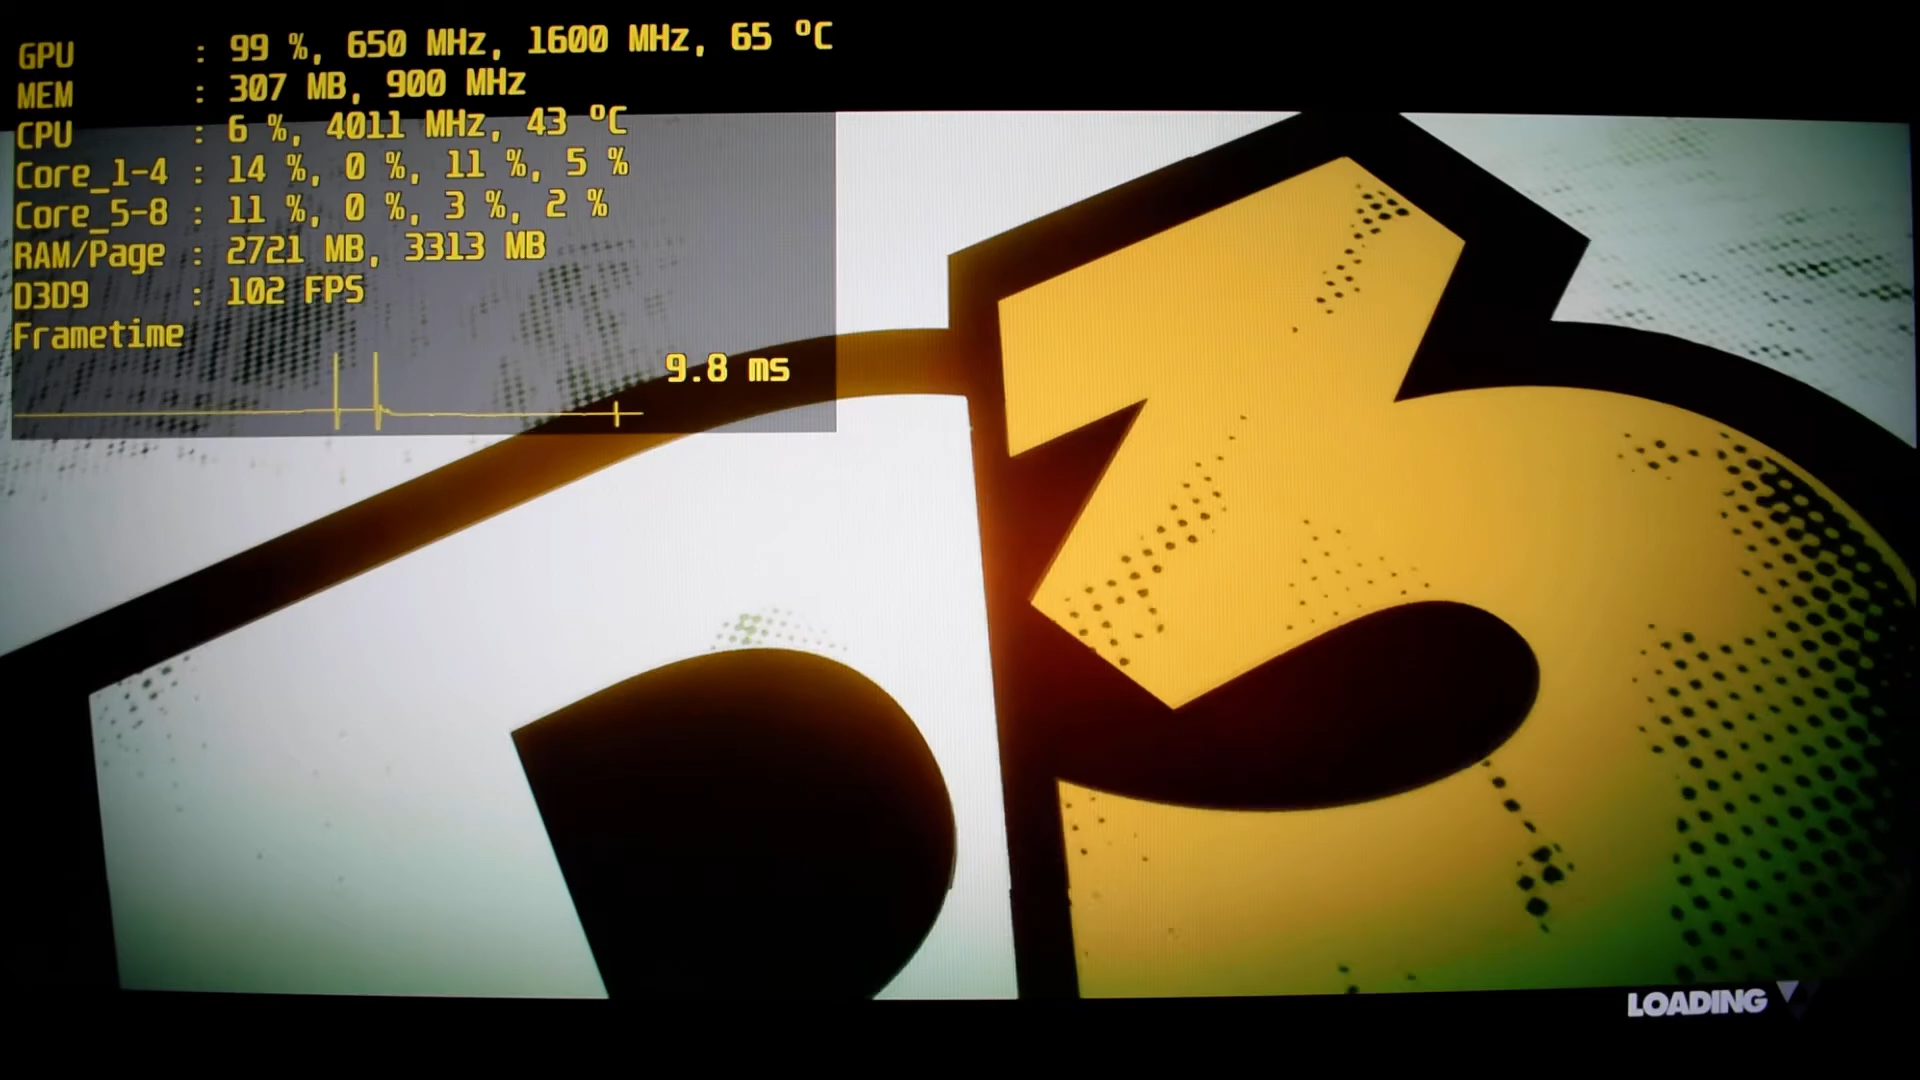 GPU : 99 %, 650 MHz, 1600 MHz, 65 ºC
MEM : 307 MB, 900 MHz
CPU : 6 %, 4011 MHz, 43 ºC
Core_1-4 : 14 %, 0 %, 11 %, 5 %
Core_5-8 : 11 %, 0 %, 3 %, 2 %
RAM/Page : 2721 MB, 3313 MB
D3D9 : 102 FPS
Frametime
9.8 ms
LOADING